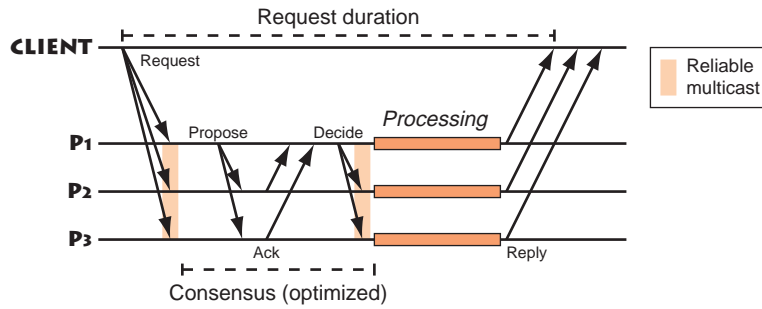 Request duration
CLIENT
Request
Reliable
multicast
Processing
Propose
Decide
P1
P2
P3
Ack
Reply
Consensus (optimized)